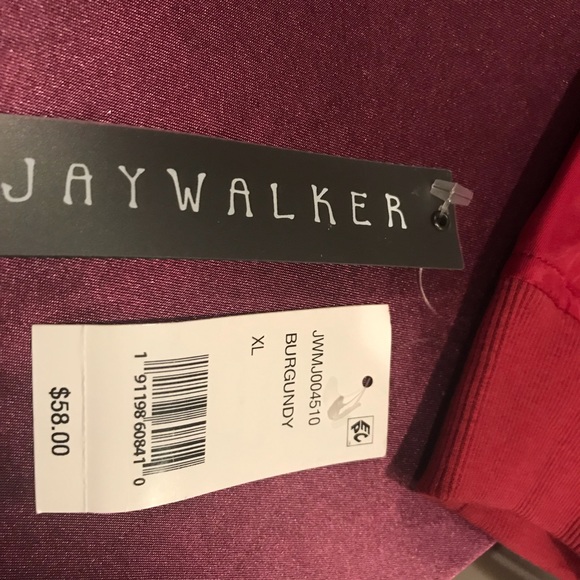 JAYWALKER
JWMJ004510
BURGUNDY
XL
1 91198 60841 0
$58.00